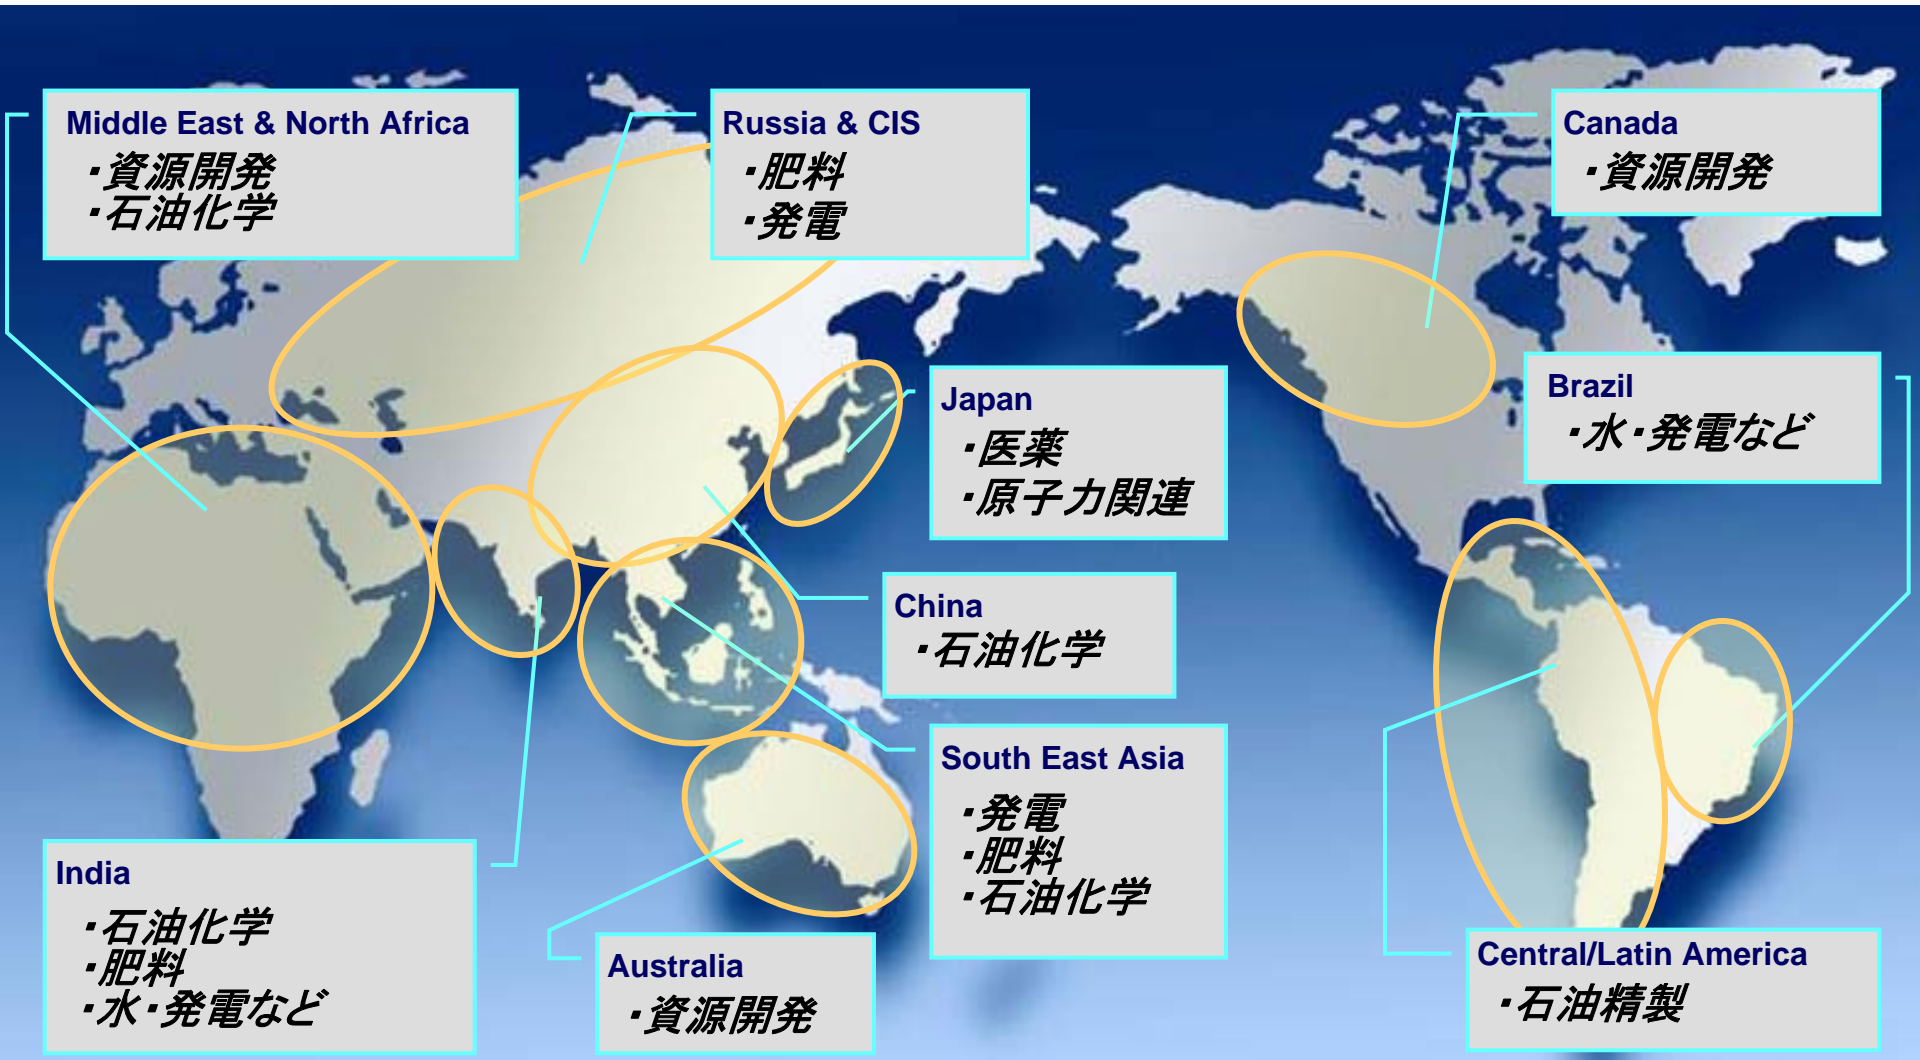 Middle East & North Africa
・資源開発
・石油化学
Russia & CIS
・肥料
・発電
Canada
・資源開発
Japan
・医薬
・原子力関連
Brazil
・水・発電など
China
・石油化学
South East Asia
・発電
・肥料
・石油化学
India
・石油化学
・肥料
・水・発電など
Australia
・資源開発
Central/Latin America
・石油精製